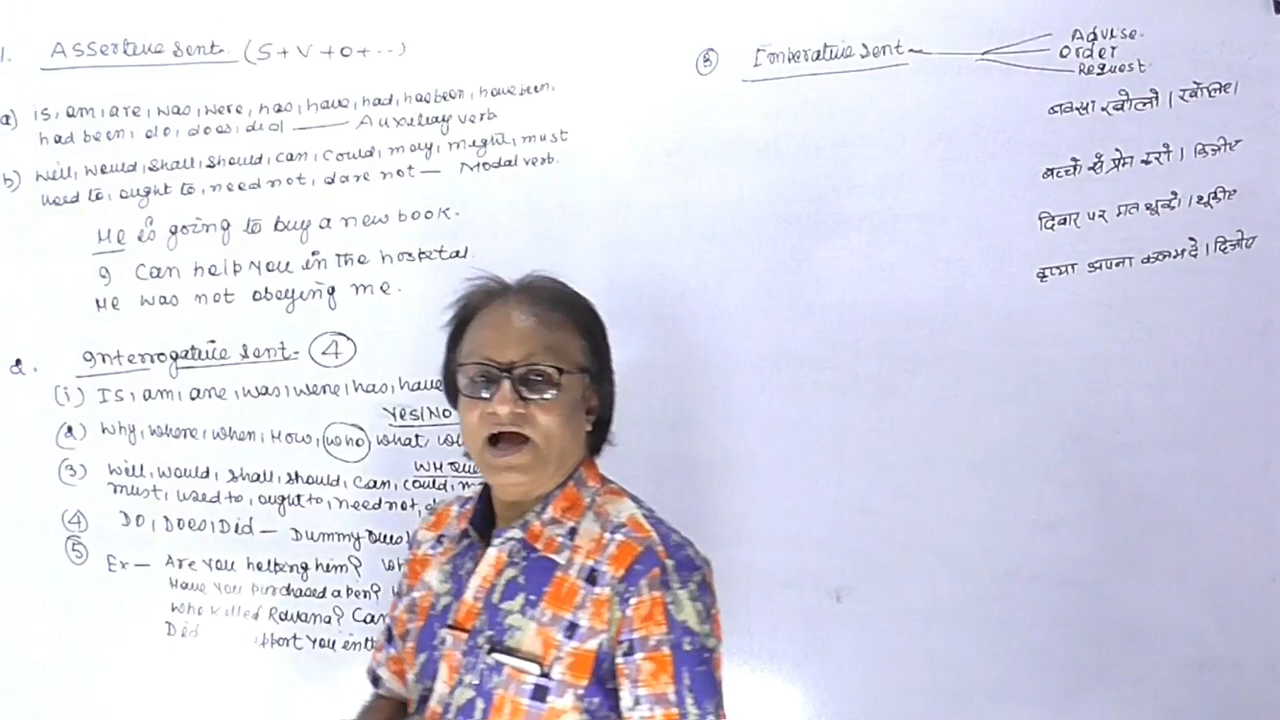 1. Assertive Sent. (S+V+O+...)
a) is, am, are, was, were, has, have, had, has been, have been,
had been, do, does, did —— Auxiliary verb
b) will, would, shall, should, can, could, may, might, must
used to, ought to, need not, dare not — Modal verb.
He is going to buy a new book.
I can help you in the hospital.
He was not obeying me.
2. Interrogative Sent- 4
(i) Is, am, are, was, were, has, have
Yes/No
(2) Why, where, when, How, who, what
WH
(3) will, would, shall, should, can, could,
must, used to, ought to, need not,
(4) Do, Does, Did — Dummy
(5) Ex — Are you helping him?
Have you purchased a pen?
Who killed Ravana? Can
Did you in
(3) Imperative Sent
Advise.
Order
Request.
बक्सा खोलो। खोलिए।
बच्चों से प्रेम करो। किजीए
दिवार पर मत थूको। थूकीए
कृप्या अपना कलम दे। दिजीए